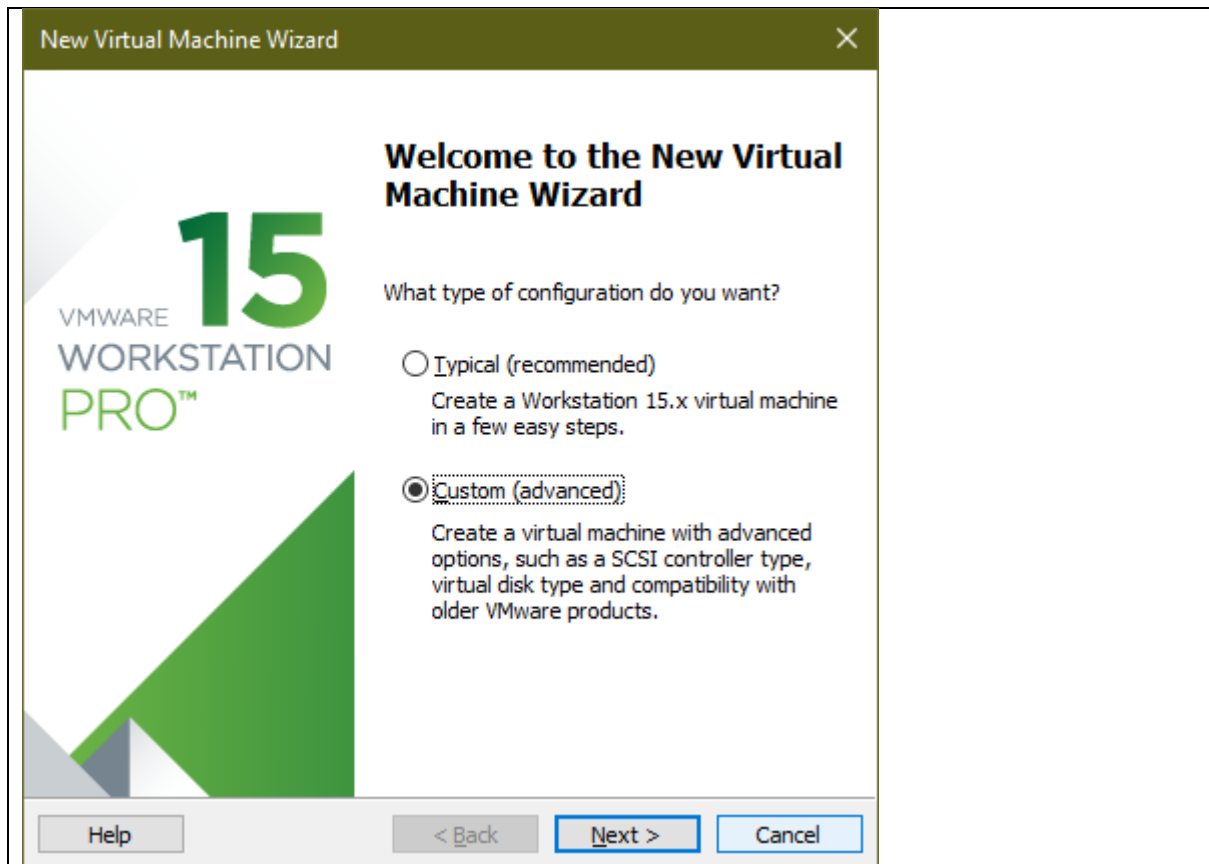 New Virtual Machine Wizard
Welcome to the New Virtual
Machine Wizard
15
VMWARE
WORKSTATION
PRO™
What type of configuration do you want?
Typical (recommended)
Create a Workstation 15.x virtual machine
in a few easy steps.
Custom (advanced)
Create a virtual machine with advanced
options, such as a SCSI controller type,
virtual disk type and compatibility with
older VMware products.
Help
< Back
Next >
Cancel